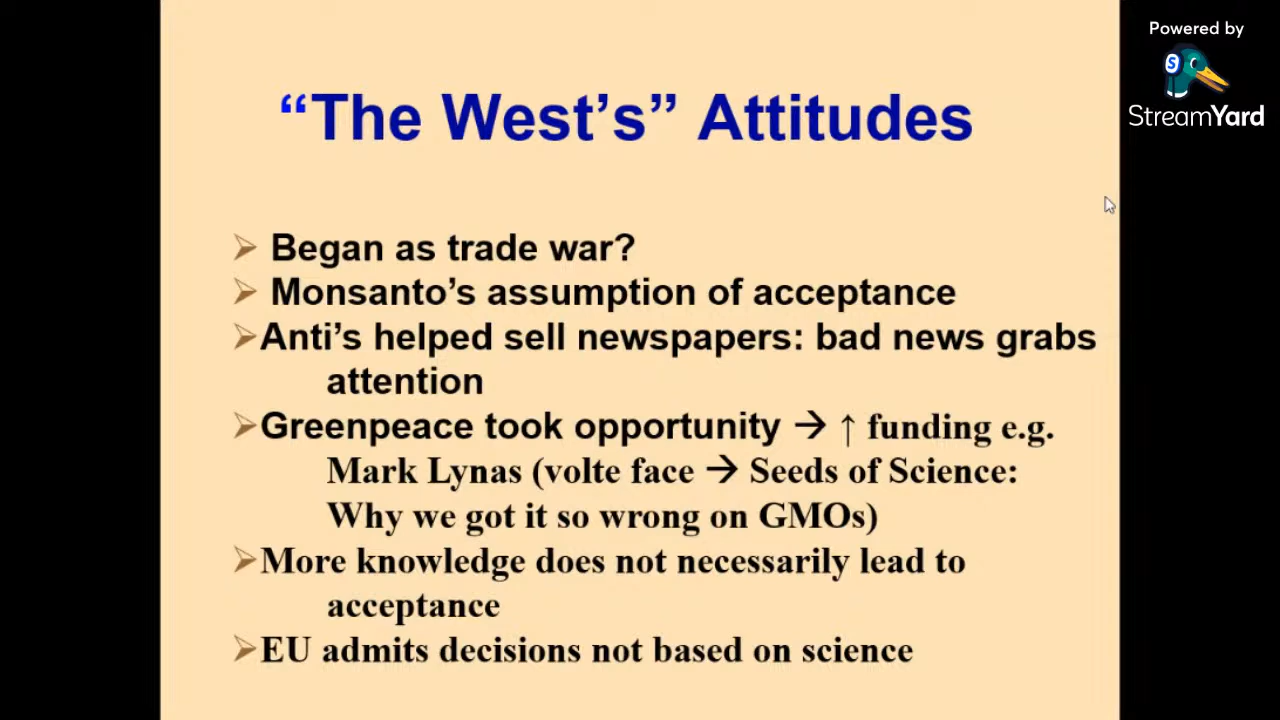 Powered by
StreamYard
“The West’s” Attitudes
➢ Began as trade war?
➢ Monsanto’s assumption of acceptance
➢Anti’s helped sell newspapers: bad news grabs
attention
➢Greenpeace took opportunity → ↑ funding e.g.
Mark Lynas (volte face → Seeds of Science:
Why we got it so wrong on GMOs)
➢More knowledge does not necessarily lead to
acceptance
➢EU admits decisions not based on science